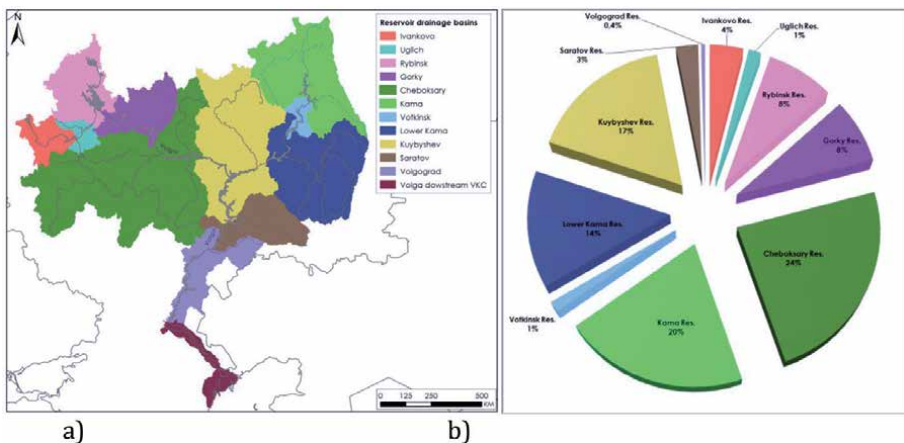 N
Reservoir drainage basins
Ivankovo
Uglich
Rybinsk
Gorky
Cheboksary
Kama
Votkinsk
Lower Kama
Kuybyshev
Saratov
Volgograd
Volga dowstream VKC
0 125 250 500
KM
Volgograd Res.
0,4%
Ivankovo Res.
4%
Uglich Res.
1%
Saratov Res.
3%
Rybinsk Res.
8%
Kuybyshev Res.
17%
Gorky Res.
8%
Lower Kama Res.
14%
Cheboksary Res.
24%
Votkinsk Res.
1%
Kama Res.
20%
a)
b)